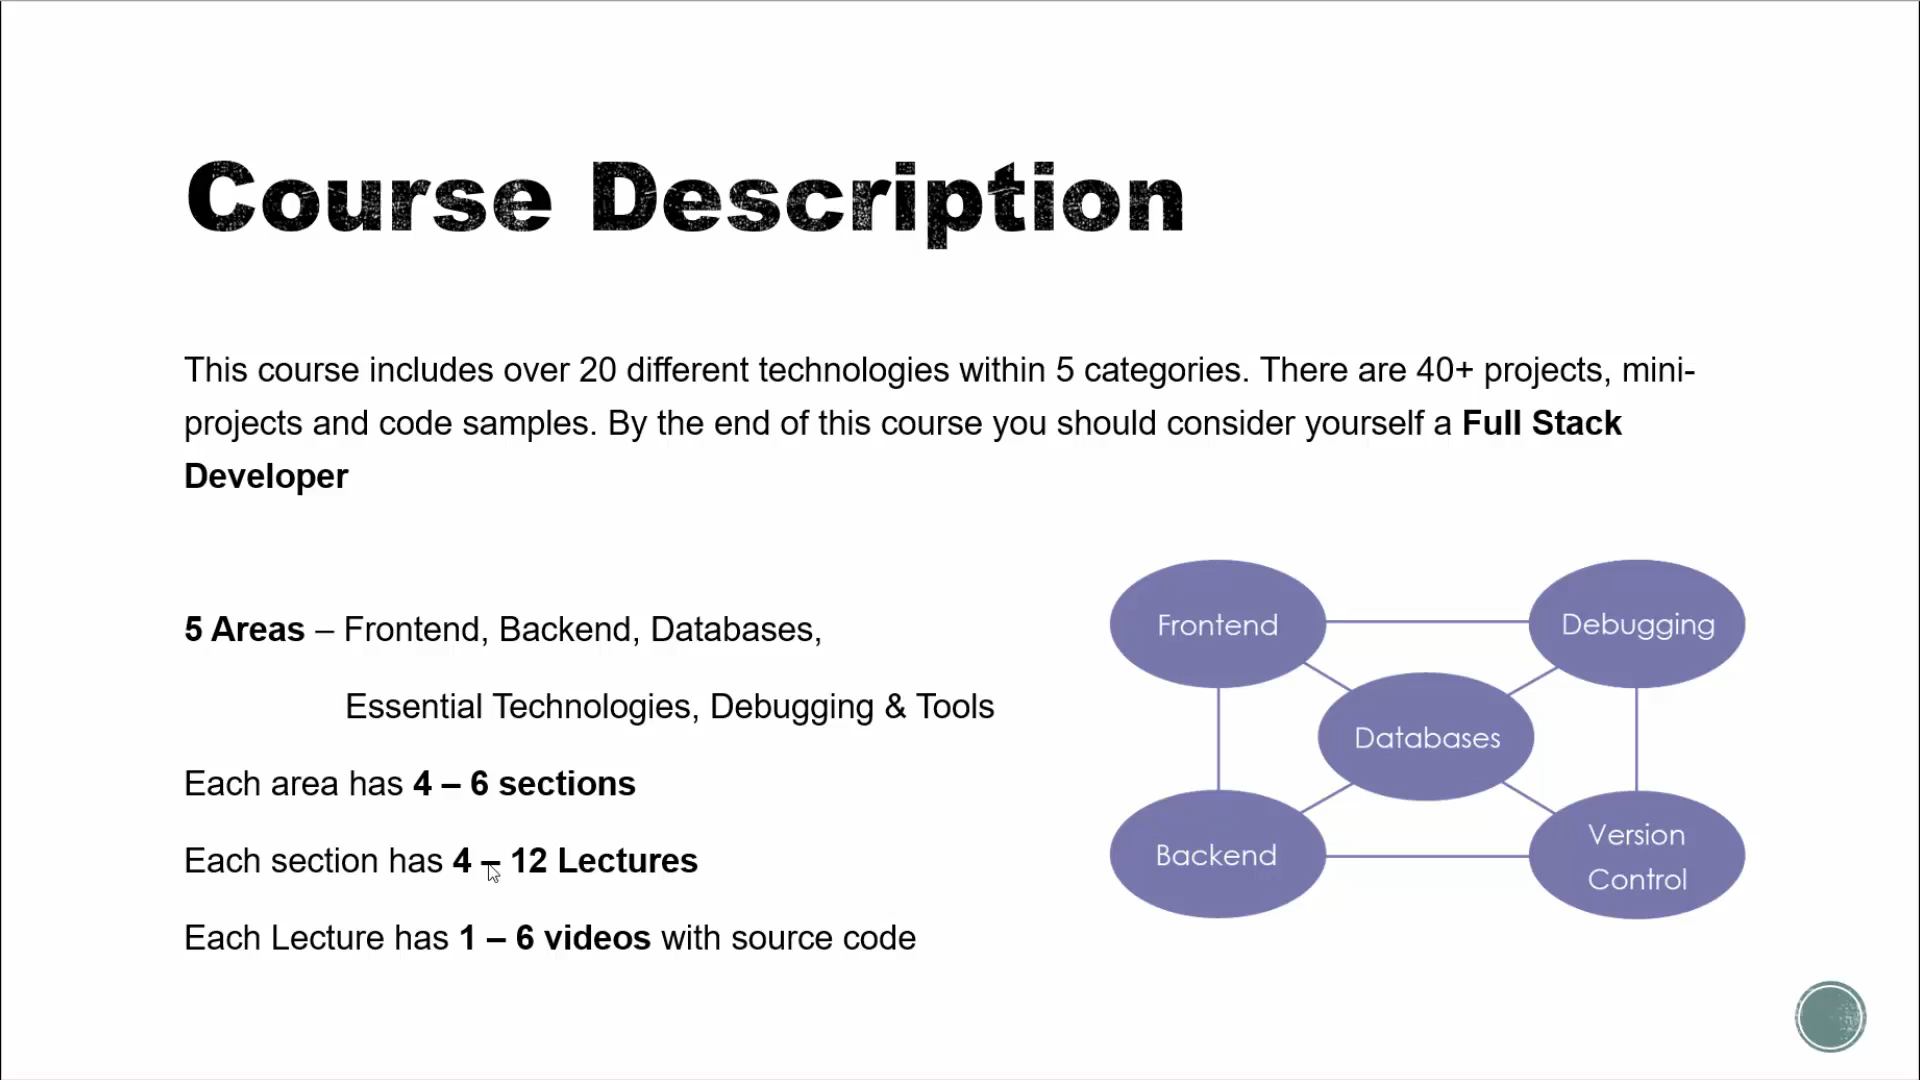 Course Description
This course includes over 20 different technologies within 5 categories. There are 40+ projects, mini-
projects and code samples. By the end of this course you should consider yourself a Full Stack
Developer
5 Areas – Frontend, Backend, Databases,
Essential Technologies, Debugging & Tools
Each area has 4 – 6 sections
Each section has 4 – 12 Lectures
Each Lecture has 1 – 6 videos with source code
Frontend
Debugging
Databases
Backend
Version
Control